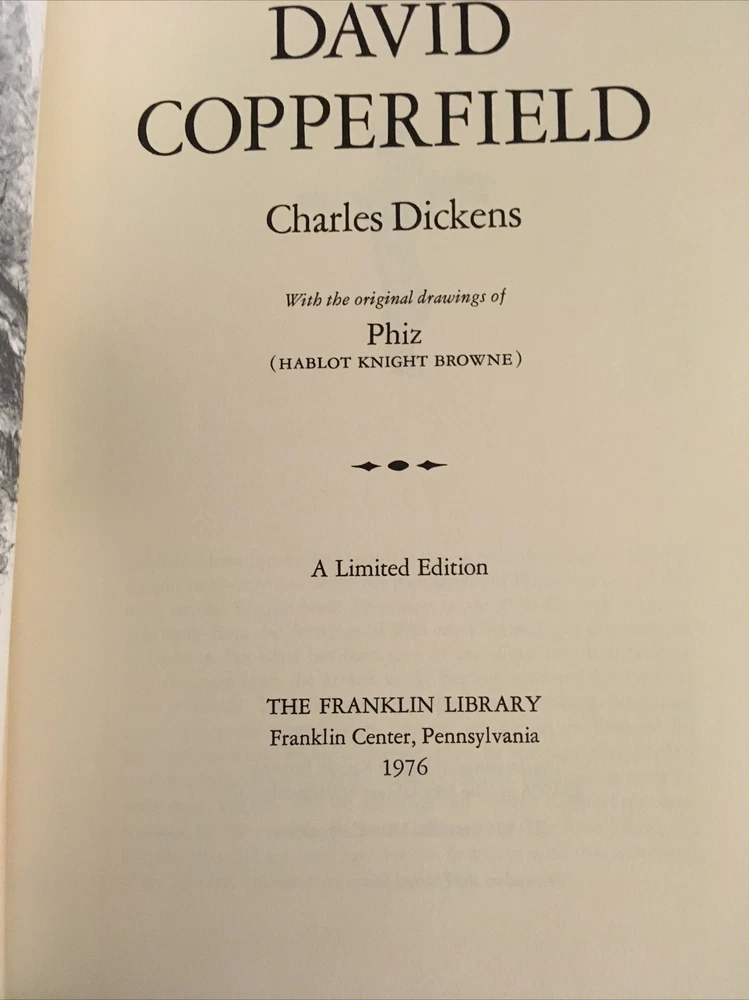 DAVID
COPPERFIELD
Charles Dickens
With the original drawings of
Phiz
(HABLOT KNIGHT BROWNE)
A Limited Edition
THE FRANKLIN LIBRARY
Franklin Center, Pennsylvania
1976